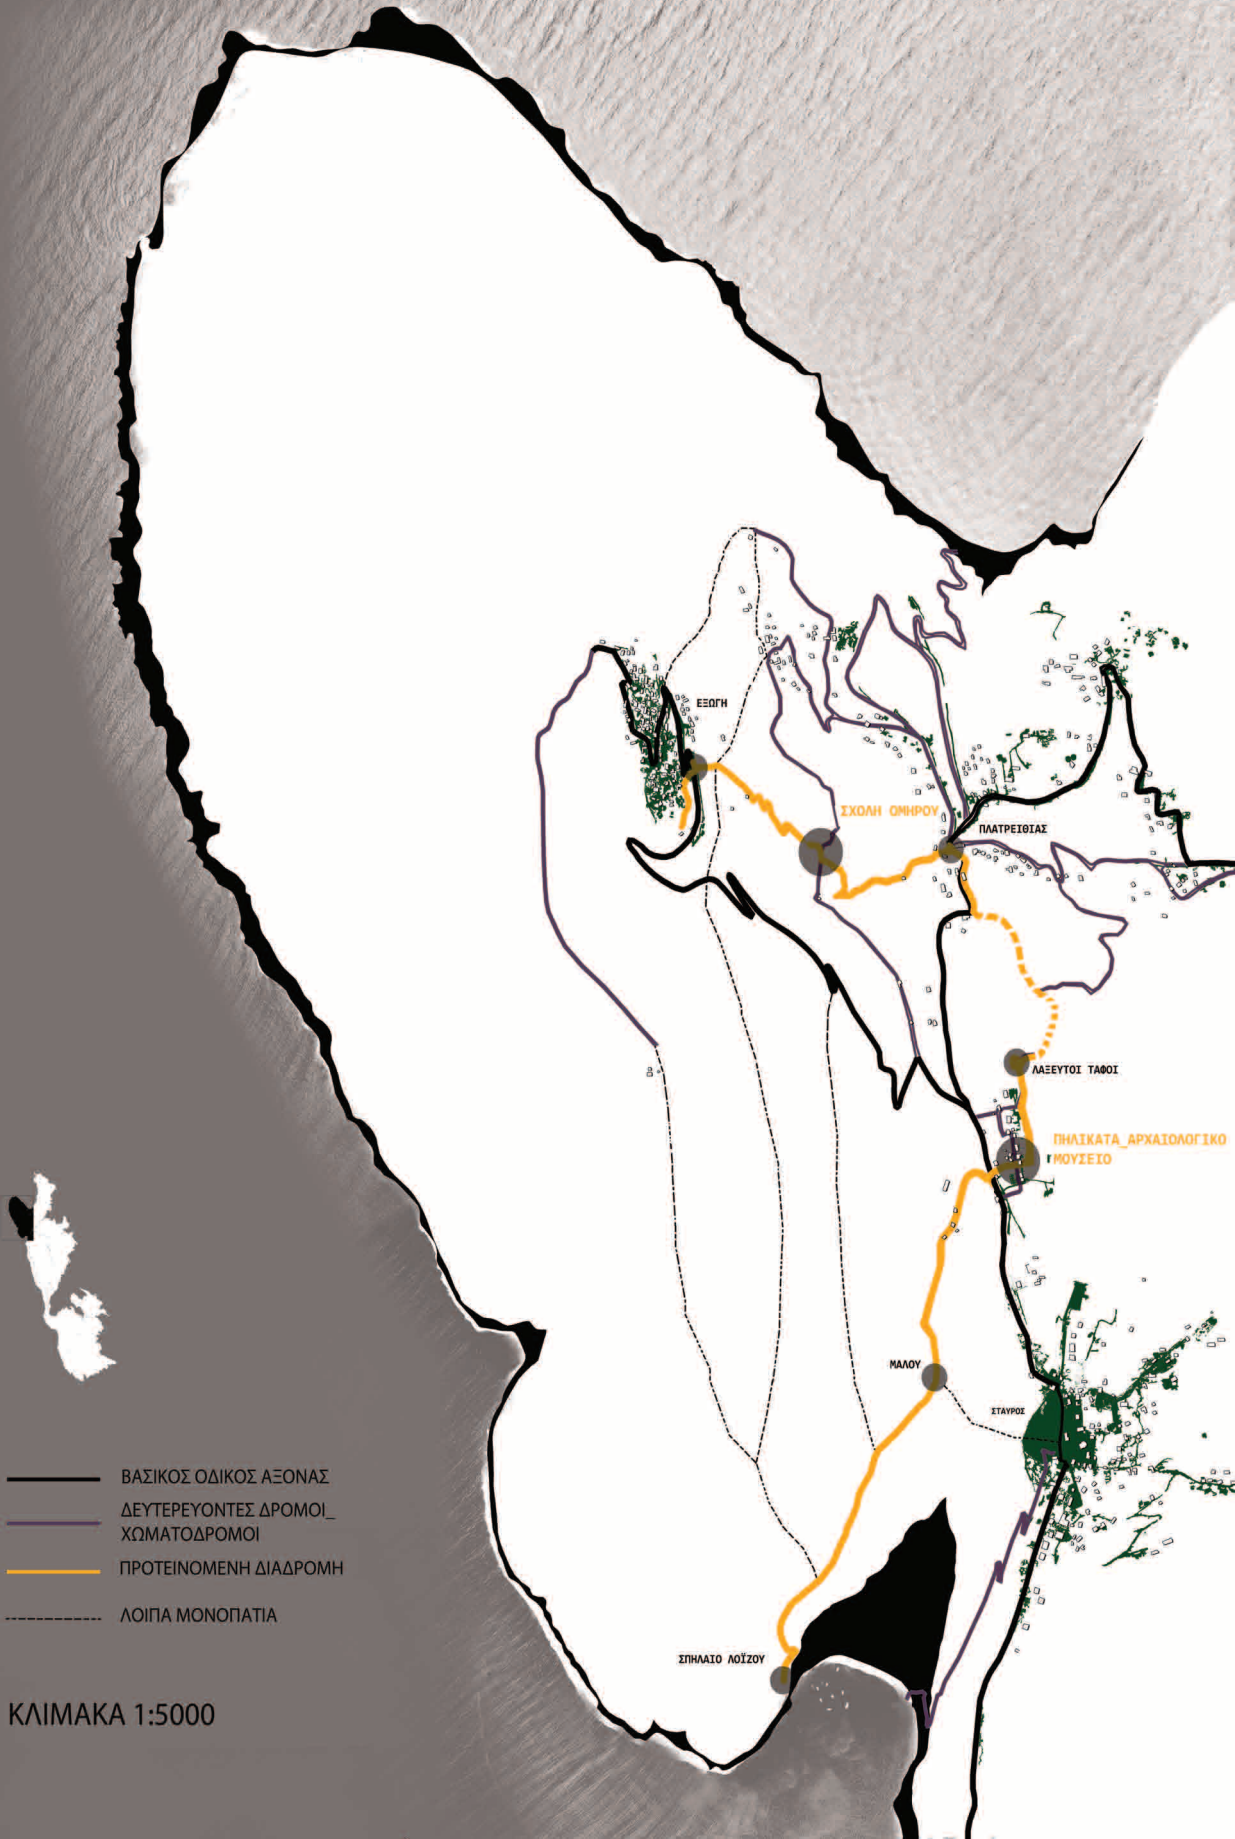 ΕΞΩΓΗ
ΣΧΟΛΗ ΟΜΗΡΟΥ
ΠΛΑΤΡΕΙΘΙΑΣ
ΛΑΞΕΥΤΟΙ ΤΑΦΟΙ
ΠΗΛΙΚΑΤΑ_ΑΡΧΑΙΟΛΟΓΙΚΟ
ΜΟΥΣΕΙΟ
ΜΑΛΟΥ
ΣΤΑΥΡΟΣ
ΒΑΣΙΚΟΣ ΟΔΙΚΟΣ ΑΞΟΝΑΣ
ΔΕΥΤΕΡΕΥΟΝΤΕΣ ΔΡΟΜΟΙ_
ΧΩΜΑΤΟΔΡΟΜΟΙ
ΠΡΟΤΕΙΝΟΜΕΝΗ ΔΙΑΔΡΟΜΗ
ΛΟΙΠΑ ΜΟΝΟΠΑΤΙΑ
ΣΠΗΛΑΙΟ ΛΟΪΖΟΥ
ΚΛΙΜΑΚΑ 1:5000